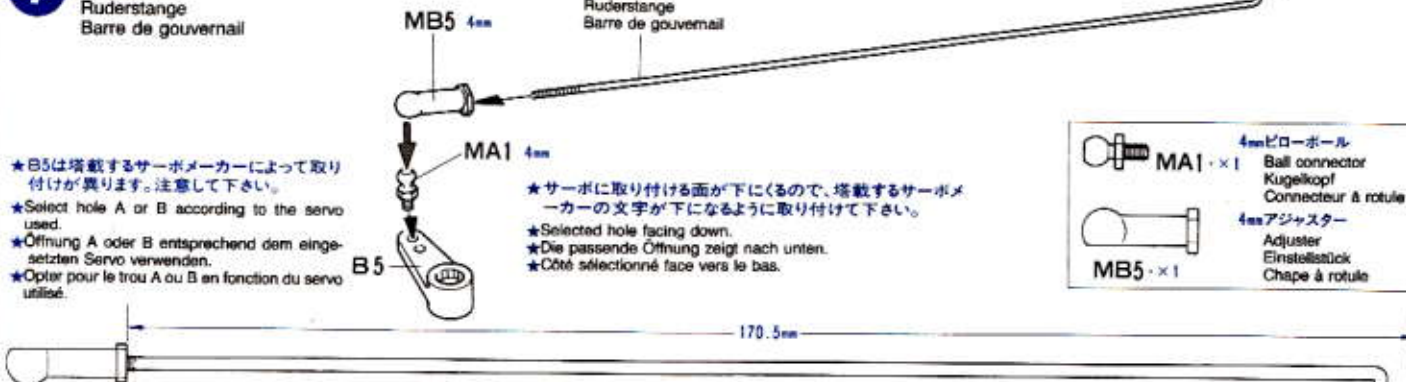 Ruderstange
Barre de gouvernail
Ruderstange
Barre de gouvernail
MB5 4mm
MA1 4mm
★B5は塔載するサーボメーカーによって取り
付けが異ります。注意して下さい。
★Select hole A or B according to the servo
used.
★Öffnung A oder B entsprechend dem einge-
setzten Servo verwenden.
★Opter pour le trou A ou B en fonction du servo
utilisé.
B5
★サーボに取り付ける面が下にくるので、塔載するサーボメ
ーカーの文字が下になるように取り付けて下さい。
★Selected hole facing down.
★Die passende Öffnung zeigt nach unten.
★Côté sélectionné face vers le bas.
MA1・×1
4mmピローボール
Ball connector
Kugelkopf
Connecteur à rotule
MB5・×1
4mmアジャスター
Adjuster
Einstellstück
Chape à rotule
170.5mm